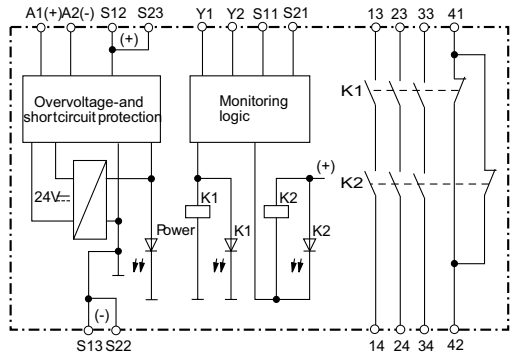 A1(+) A2(-) S12 S23 Y1 Y2 S11 S21 13 23 33 41
(+)
Overvoltage-and
shortcircuit protection
Monitoring
logic
K1
(+)
K2
24V
K1
K2
Power
K1
K2
(-)
S13 S22
14 24 34 42